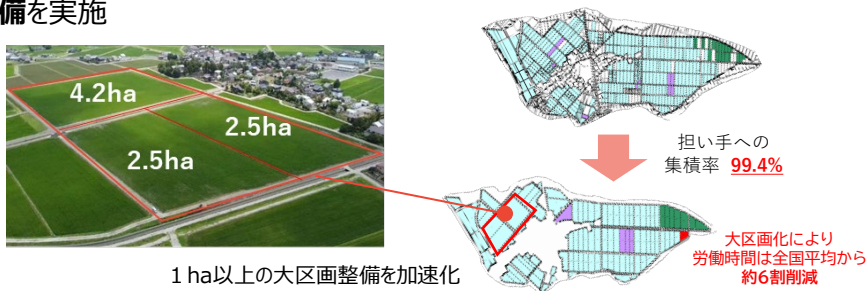 備を実施
4.2ha
2.5ha
2.5ha
担い手への
集積率 99.4%
大区画化により
労働時間は全国平均から
約6割削減
1ha以上の大区画整備を加速化